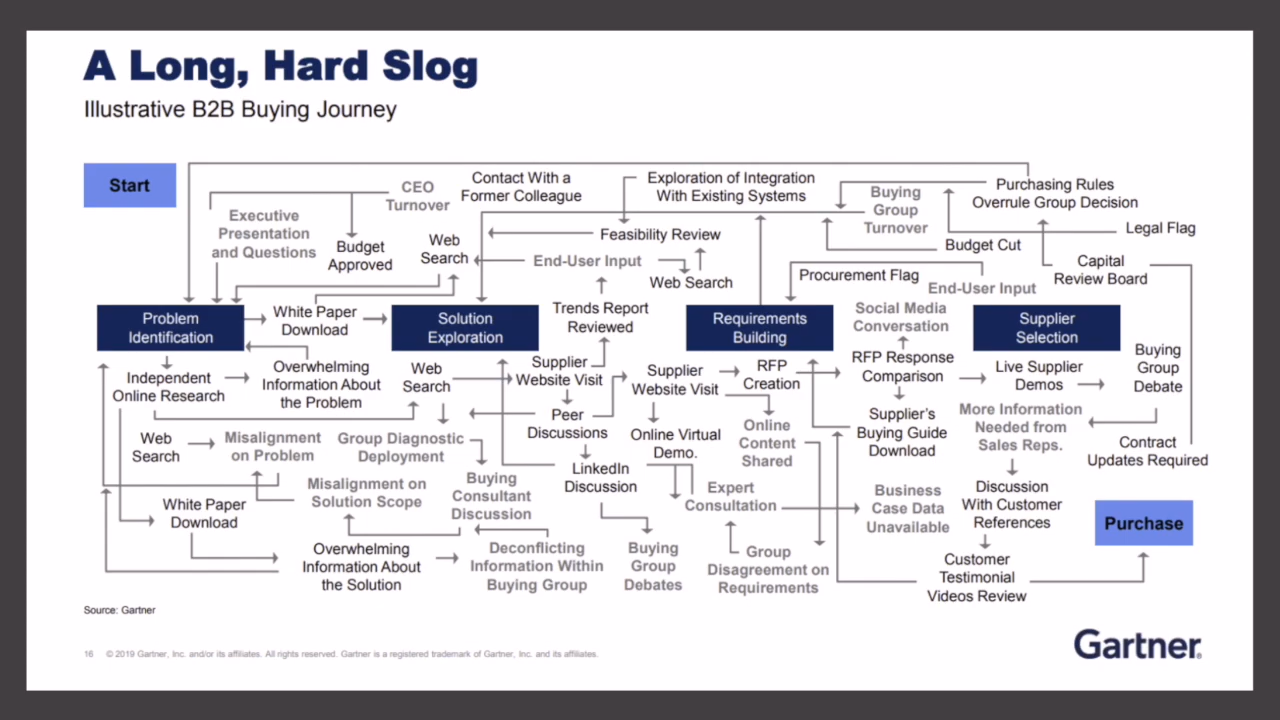 A Long, Hard Slog
Illustrative B2B Buying Journey
Start
CEO
Turnover
Contact With a
Former Colleague
Exploration of Integration
With Existing Systems
Buying
Group
Turnover
Purchasing Rules
Overrule Group Decision
Executive
Presentation
and Questions
Budget
Approved
Web
Search
Feasibility Review
End-User Input
Web Search
Budget Cut
Legal Flag
Capital
Review Board
Procurement Flag
End-User Input
Problem
Identification
White Paper
Download
Solution
Exploration
Trends Report
Reviewed
Requirements
Building
Social Media
Conversation
Supplier
Selection
Independent
Online Research
Overwhelming
Information About
the Problem
Web
Search
Supplier
Website Visit
Supplier
Website Visit
RFP
Creation
RFP Response
Comparison
Live Supplier
Demos
Buying
Group
Debate
Web
Search
Misalignment
on Problem
Group Diagnostic
Deployment
Peer
Discussions
Online Virtual
Demo.
Online
Content
Shared
Supplier's
Buying Guide
Download
More Information
Needed from
Sales Reps.
Contract
Updates Required
White Paper
Download
Misalignment on
Solution Scope
Buying
Consultant
Discussion
LinkedIn
Discussion
Expert
Consultation
Business
Case Data
Unavailable
Discussion
With Customer
References
Purchase
Overwhelming
Information About
the Solution
Deconflicting
Information Within
Buying Group
Buying
Group
Debates
Group
Disagreement on
Requirements
Customer
Testimonial
Videos Review
Source: Gartner
16 © 2019 Gartner, Inc. and/or its affiliates. All rights reserved. Gartner is a registered trademark of Gartner, Inc. and its affiliates.
Gartner®